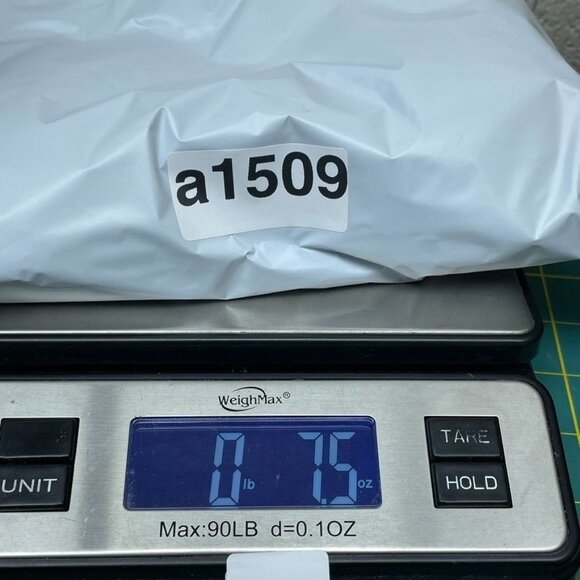 a1509
WeighMax®
TARE
0 lb 7.5 oz
UNIT
HOLD
Max:90LB d=0.1OZ